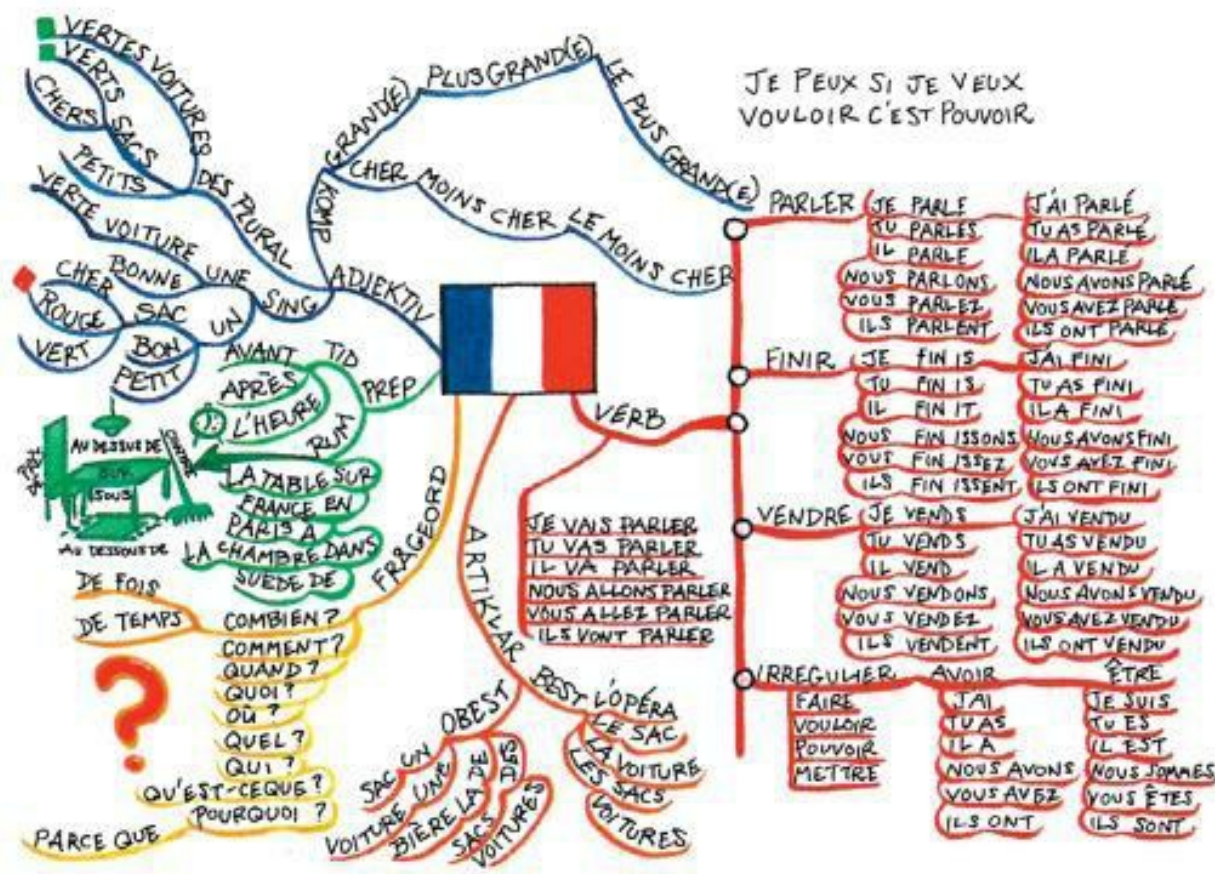 JE PEUX SI JE VEUX
VOULOIR C'EST POUVOIR
ADJEKTIV
KOMP
GRAND(E)
PLUS GRAND(E)
LE PLUS GRAND(E)
CHER
MOINS CHER
LE MOINS CHER
DES PLURAL
VERTES VOITURES
VERTS SACS
CHERS
PETITS
SING
UNE
BONNE
VOITURE
VERTE
UN
SAC
CHER
ROUGE
VERT
BON
PETIT
PREP
TID
AVANT
APRÈS
L'HEURE
RUM
AU DESSUS DE
CONTRE
SUR
SOUS
AU DESSOUS DE
LA TABLE SUR
FRANCE EN
PARIS À
LA CHAMBRE DANS
SUÈDE DE
FRÅGEORD
COMBIEN?
DE FOIS
DE TEMPS
COMMENT?
QUAND?
QUOI?
OÙ?
QUEL?
QUI?
QU'EST-CE QUE?
POURQUOI?
PARCE QUE
ARTIKLAR
OBEST
SAC UN
VOITURE UNE
BIÈRE LA DE
DES
SACS
VOITURES
BEST
L'OPÉRA
LE SAC
LA VOITURE
LES SACS
VOITURES
VERB
JE VAIS PARLER
TU VAS PARLER
IL VA PARLER
NOUS ALLONS PARLER
VOUS ALLEZ PARLER
ILS VONT PARLER
PARLER
JE PARLE J'AI PARLÉ
TU PARLES TU AS PARLÉ
IL PARLE IL A PARLÉ
NOUS PARLONS NOUS AVONS PARLÉ
VOUS PARLEZ VOUS AVEZ PARLÉ
ILS PARLENT ILS ONT PARLÉ
FINIR
JE FIN IS J'AI FINI
TU FIN IS TU AS FINI
IL FIN IT IL A FINI
NOUS FIN ISSONS NOUS AVONS FINI
VOUS FIN ISSEZ VOUS AVEZ FINI
ILS FIN ISSENT ILS ONT FINI
VENDRE
JE VENDS J'AI VENDU
TU VENDS TU AS VENDU
IL VEND IL A VENDU
NOUS VENDONS NOUS AVONS VENDU
VOUS VENDEZ VOUS AVEZ VENDU
ILS VENDENT ILS ONT VENDU
IRREGULIER AVOIR ÊTRE
FAIRE J'AI JE SUIS
VOULOIR TU AS TU ES
POUVOIR IL A IL EST
METTRE NOUS AVONS NOUS SOMMES
VOUS AVEZ VOUS ÊTES
ILS ONT ILS SONT